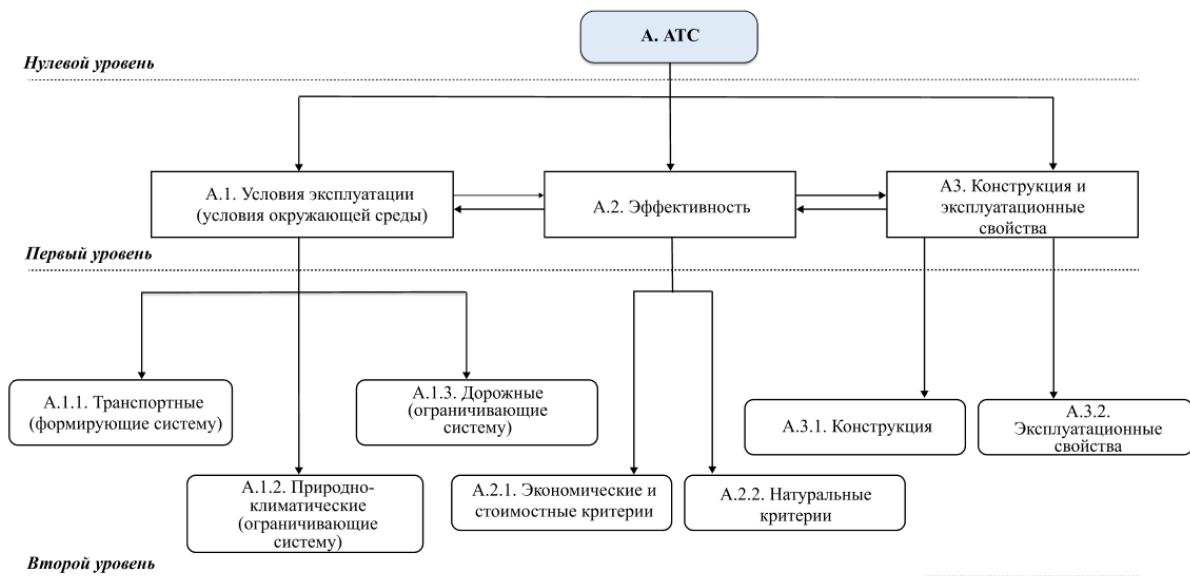 А. АТС
Нулевой уровень
А.1. Условия эксплуатации
(условия окружающей среды)
А.2. Эффективность
А3. Конструкция и
эксплуатационные
свойства
Первый уровень
А.1.1. Транспортные
(формирующие систему)
А.1.3. Дорожные
(ограничивающие
систему)
А.3.1. Конструкция
А.3.2.
Эксплуатационные
свойства
А.1.2. Природно-
климатические
(ограничивающие
систему)
А.2.1. Экономические и
стоимостные критерии
А.2.2. Натуральные
критерии
Второй уровень